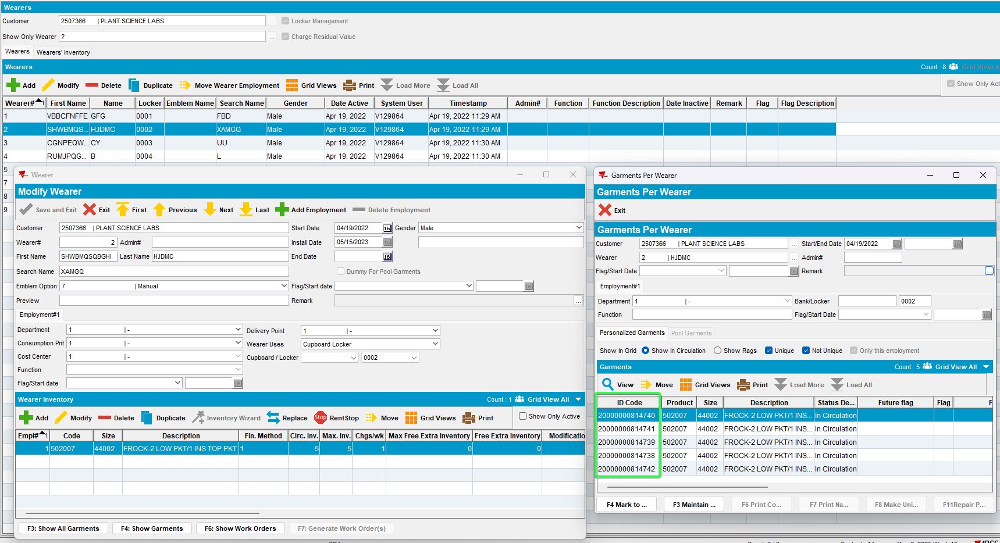 Wearers
Customer 2507366 | PLANT SCIENCE LABS ... Locker Management
Show Only Wearer ? ... Charge Residual Value
Wearers Wearers' Inventory
Wearers Count : 8 Grid View A
Add Modify Delete Duplicate Move Wearer Employment Grid Views Print Load More Load All Show Only Act
Wearer# 1 First Name Name Locker Emblem Name Search Name Gender Date Active System User Timestamp Admin# Function Function Description Date Inactive Remark Flag Flag Description
1 VBBCFNFFE GFG 0001 FBD Male Apr 19, 2022 V129864 Apr 19, 2022 11:29 AM
2 SHWBMQS... HJDMC 0002 XAMGQ Male Apr 19, 2022 V129864 Apr 19, 2022 11:29 AM
3 CGNPEQW... CY 0003 UU Male Apr 19, 2022 V129864 Apr 19, 2022 11:30 AM
4 RUMJPQG... B 0004 L Male Apr 19, 2022 V129864 Apr 19, 2022 11:30 AM
5
7
8
9
Wearer
Modify Wearer
Save and Exit Exit First Previous Next Last Add Employment Delete Employment
Customer 2507366 | PLANT SCIENCE LABS Start Date 04/19/2022 16 Gender Male
Wearer# 2 Admin# Install Date 05/15/2023 16
First Name SHWBMQSQBGHI Last Name HJDMC End Date 16
Search Name XAMGQ Dummy For Pool Garments
Emblem Option 7 | Manual Flag/Start date 16
Preview Remark ...
Employment#1
Department 1 | - Delivery Point 1 | -
Consumption Pnt 1 | - Wearer Uses Cupboard Locker
Cost Center 1 | - Cupboard / Locker 0002
Function
Flag/Start date 16
Wearer Inventory Count : 1 Grid View All
Add Modify Delete Duplicate Inventory Wizard Replace Stop RentStop Move Grid Views Print Show Only Active
Empl# 1 Code Size Description Fin. Method Circ. Inv. Max. Inv. Chgs/wk Max Free Extra Inventory Free Extra Inventory Modificatio
1 502007 44002 FROCK-2 LOW PKT/1 INS TOP PKT 1 5 5 1 0 0
F3: Show All Garments F4: Show Garments F6: Show Work Orders F7: Generate Work Order(s)
Garments Per Wearer
Garments Per Wearer
Exit
Garments Per Wearer
Customer 2507366 | PLANT SCIENCE LABS ... Start/End Date 04/19/2022 16 16
Wearer 2 | HJDMC ... Admin#
Flag/Start Date 16 Remark ...
Employment#1
Department 1 | - Bank/Locker 0002
Function Flag/Start Date 16
Personalized Garments Pool Garments
Show In Grid Show In Circulation Show Rags Unique Not Unique Only this employment
Garments Count : 5 Grid View All
View Move Grid Views Print Load More Load All
ID Code Product Size Description Status De... Future flag Flag F
20000000814740 502007 44002 FROCK-2 LOW PKT/1 INS... In Circulation
20000000814741 502007 44002 FROCK-2 LOW PKT/1 INS... In Circulation
20000000814739 502007 44002 FROCK-2 LOW PKT/1 INS... In Circulation
20000000814738 502007 44002 FROCK-2 LOW PKT/1 INS... In Circulation
20000000814742 502007 44002 FROCK-2 LOW PKT/1 INS... In Circulation
F4 Mark to ... F3 Maintain ... F6 Print Co... F7 Print Na... F8 Make Uni... F11Repair P...